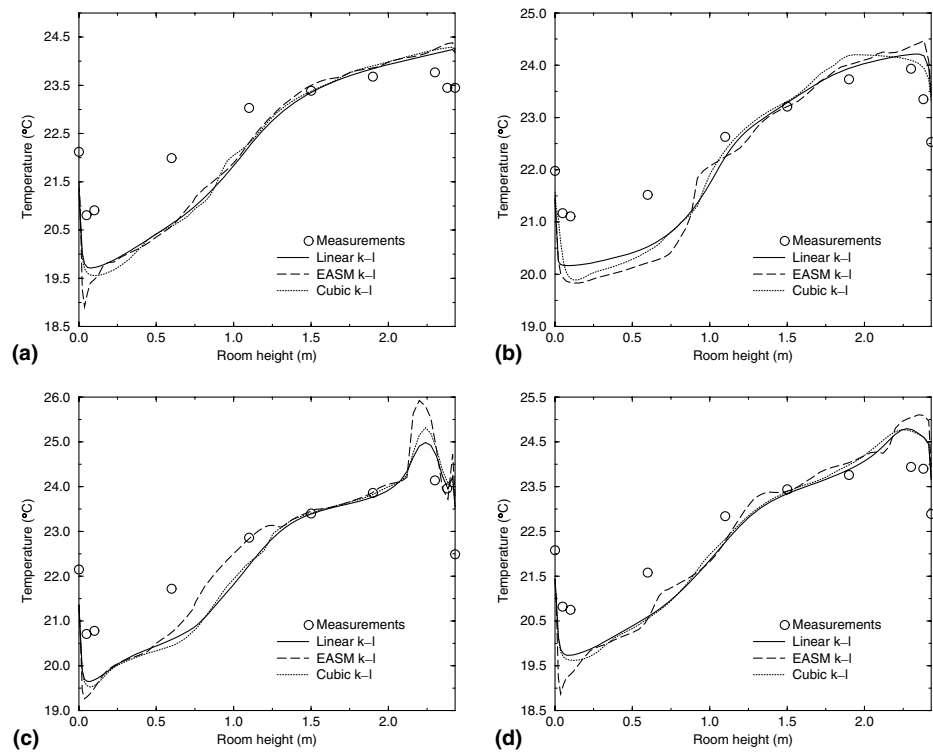 24.5
23.5
22.5
21.5
20.5
19.5
18.5
Temperature (°C)
0.0 0.5 1.0 1.5 2.0
Room height (m)
Measurements
Linear k–l
EASM k–l
Cubic k–l
(a)
25.0
24.0
23.0
22.0
21.0
20.0
19.0
Temperature (°C)
0.0 0.5 1.0 1.5 2.0
Room height (m)
Measurements
Linear k–l
EASM k–l
Cubic k–l
(b)
26.0
25.0
24.0
23.0
22.0
21.0
20.0
19.0
Temperature (°C)
0.0 0.5 1.0 1.5 2.0
Room height (m)
Measurements
Linear k–l
EASM k–l
Cubic k–l
(c)
25.5
24.5
23.5
22.5
21.5
20.5
19.5
18.5
Temperature (°C)
0.0 0.5 1.0 1.5 2.0
Room height (m)
Measurements
Linear k–l
EASM k–l
Cubic k–l
(d)